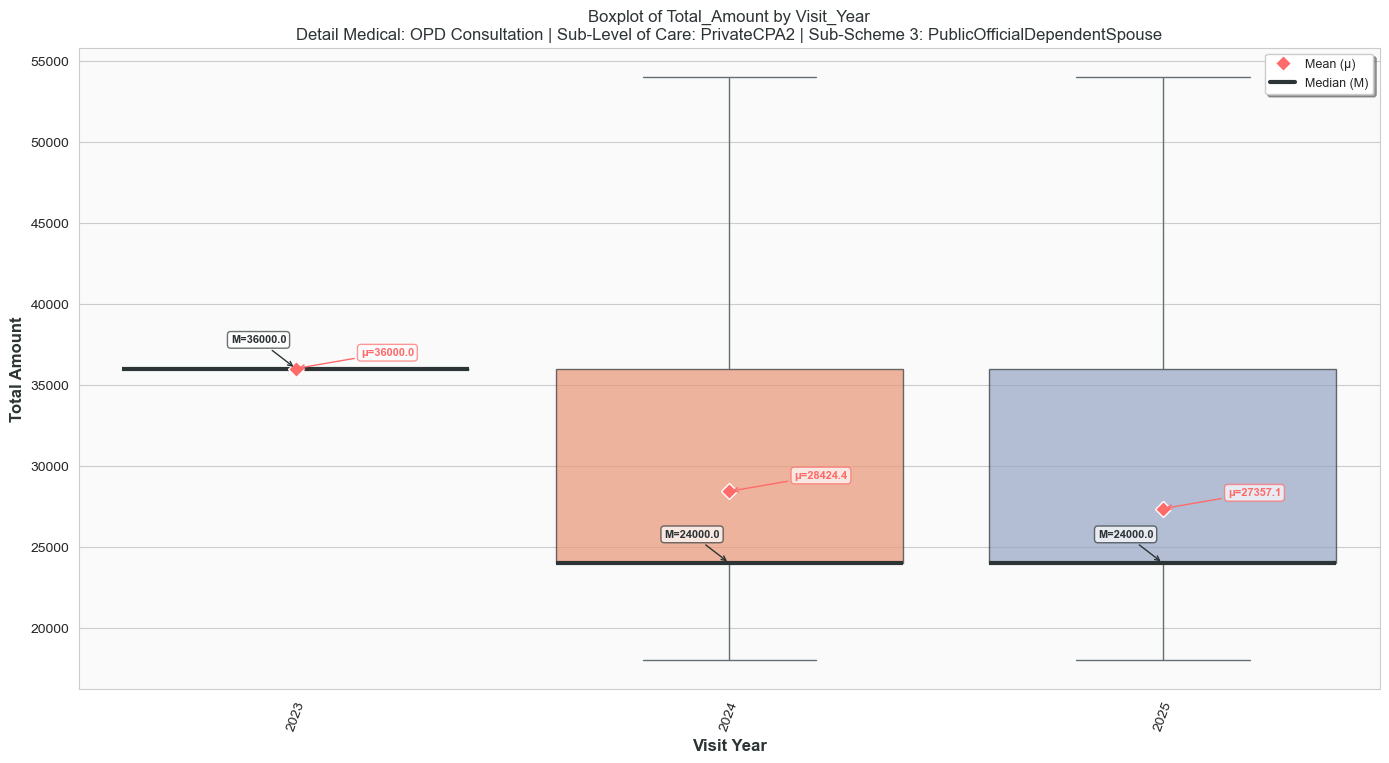 Boxplot of Total_Amount by Visit_Year
Detail Medical: OPD Consultation | Sub-Level of Care: PrivateCPA2 | Sub-Scheme 3: PublicOfficialDependentSpouse
Mean (μ)
Median (M)
Total Amount
55000
50000
45000
40000
35000
30000
25000
20000
M=36000.0
μ=36000.0
M=24000.0
μ=28424.4
M=24000.0
μ=27357.1
2023
2024
2025
Visit Year